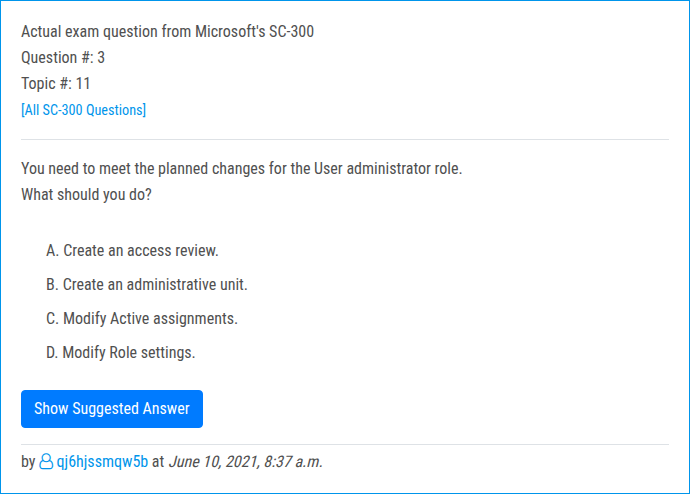 Actual exam question from Microsoft's SC-300
Question #: 3
Topic #: 11
[All SC-300 Questions]
You need to meet the planned changes for the User administrator role.
What should you do?
A. Create an access review.
B. Create an administrative unit.
C. Modify Active assignments.
D. Modify Role settings.
Show Suggested Answer
by qj6hjssmqw5b at June 10, 2021, 8:37 a.m.